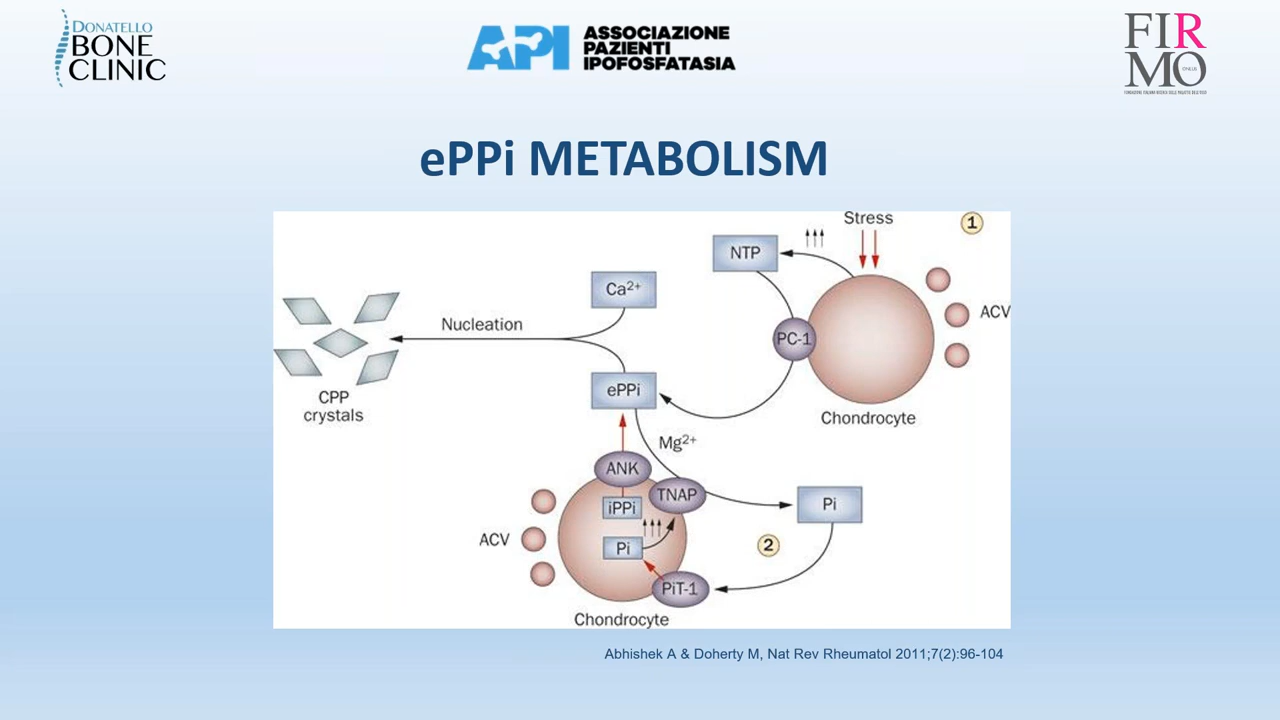 DONATELLO
BONE
CLINIC
API
ASSOCIAZIONE
PAZIENTI
IPOFOSFATASIA
FIR
MO
ePPi METABOLISM
Stress
1
NTP
ACV
Ca²⁺
Nucleation
PC-1
ePPi
CPP
crystals
Chondrocyte
Mg²⁺
ANK
TNAP
iPPi
Pi
ACV
Pi
2
PiT-1
Chondrocyte
Abhishek A & Doherty M, Nat Rev Rheumatol 2011;7(2):96-104